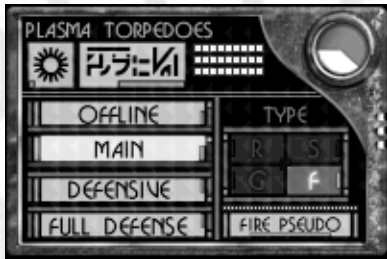 PLASMA TORPEDOES
OFFLINE
MAIN
DEFENSIVE
FULL DEFENSE
TYPE
R S
G F
FIRE PSEUDO